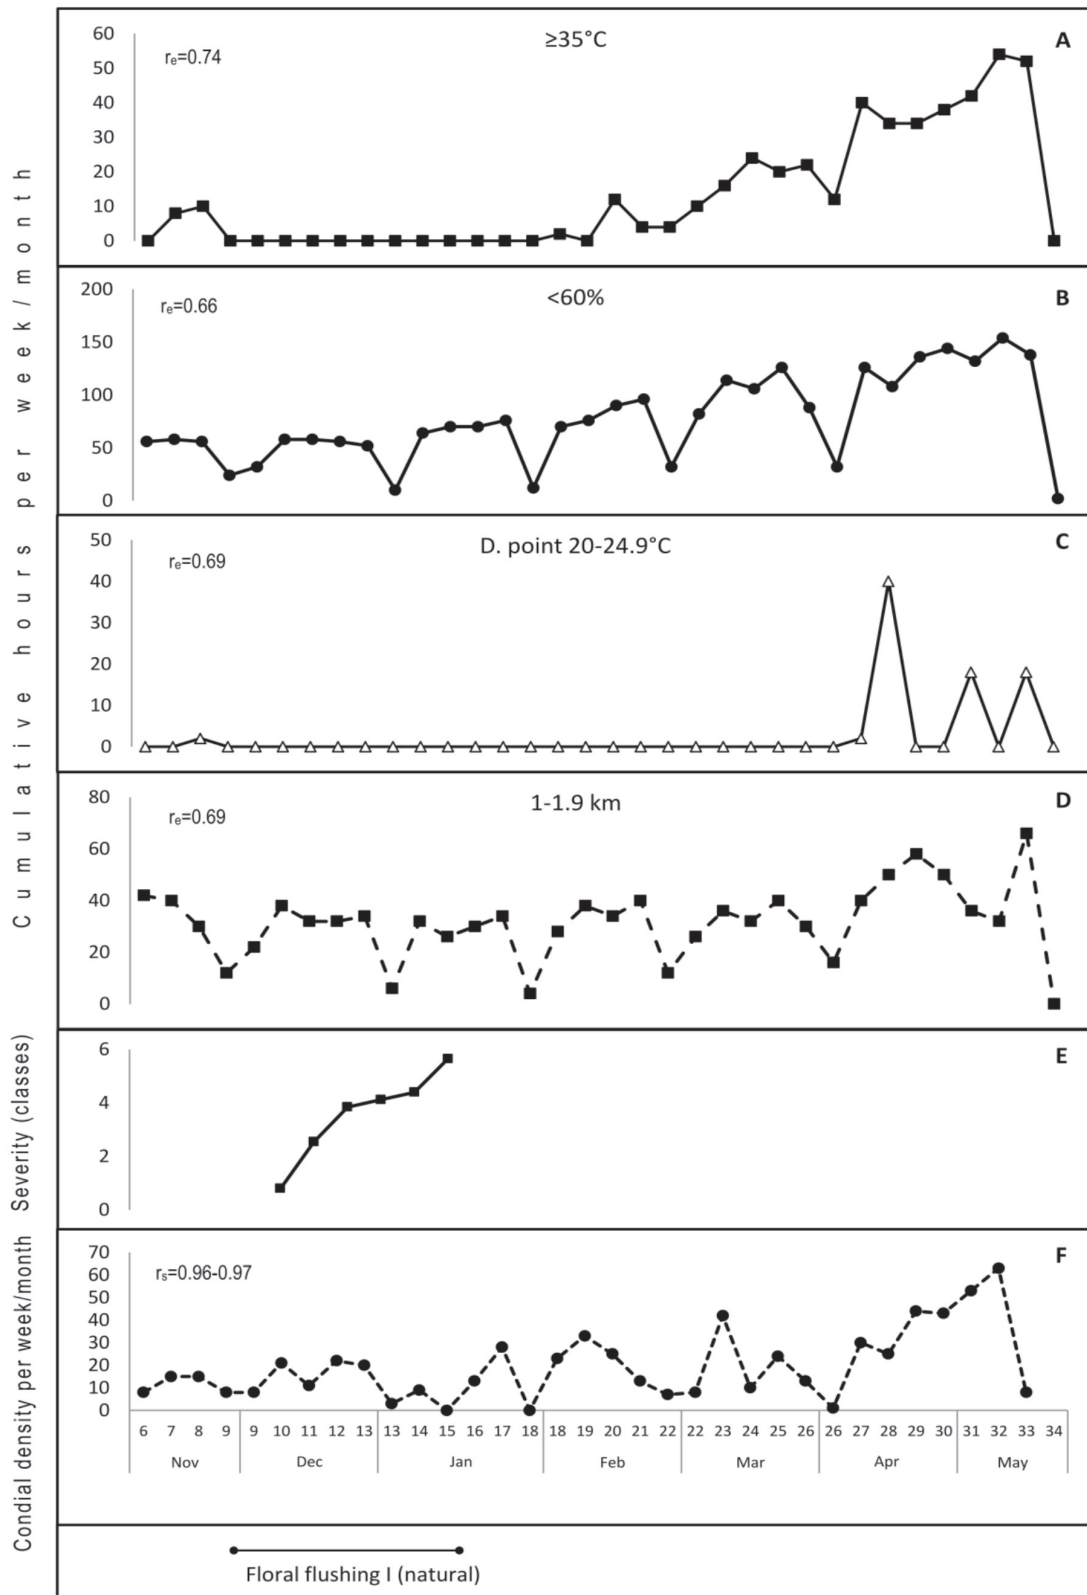 ≥35°C
A
rₑ=0.74
60
50
40
30
20
10
0
<60%
B
rₑ=0.66
200
150
100
50
0
D. point 20-24.9°C
C
rₑ=0.69
50
40
30
20
10
0
1-1.9 km
D
rₑ=0.69
80
60
40
20
0
Cumulative hours per week/month
E
6
4
2
0
Severity (classes)
F
rₛ=0.96-0.97
70
60
50
40
30
20
10
0
Condial density per week/month
6 7 8 9 9 10 11 12 13 13 14 15 16 17 18 18 19 20 21 22 22 23 24 25 26 26 27 28 29 30 31 32 33 34
Nov Dec Jan Feb Mar Apr May
Floral flushing I (natural)